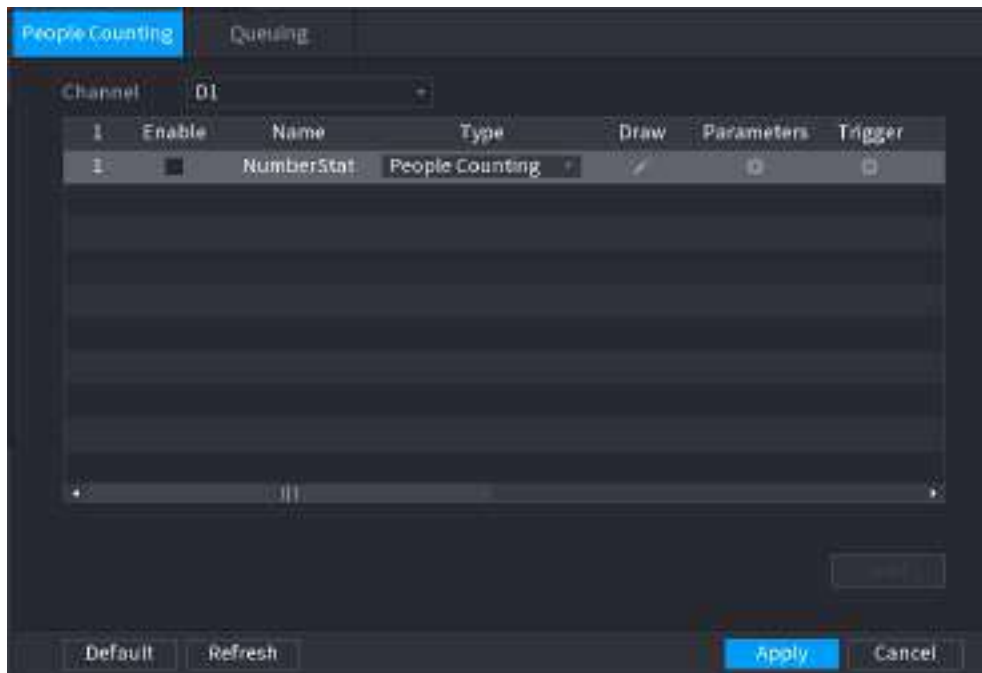 People Counting Queuing
Channel D1
1 Enable Name Type Draw Parameters Trigger
1 NumberStat People Counting
Default Refresh Apply Cancel